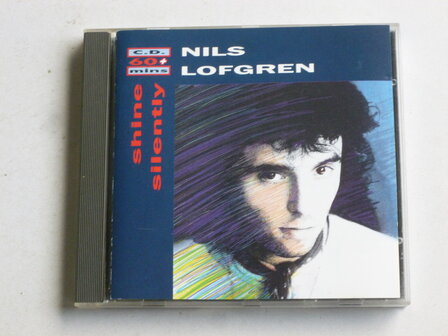 C.D.
60+
mins
NILS
LOFGREN
shine
silently